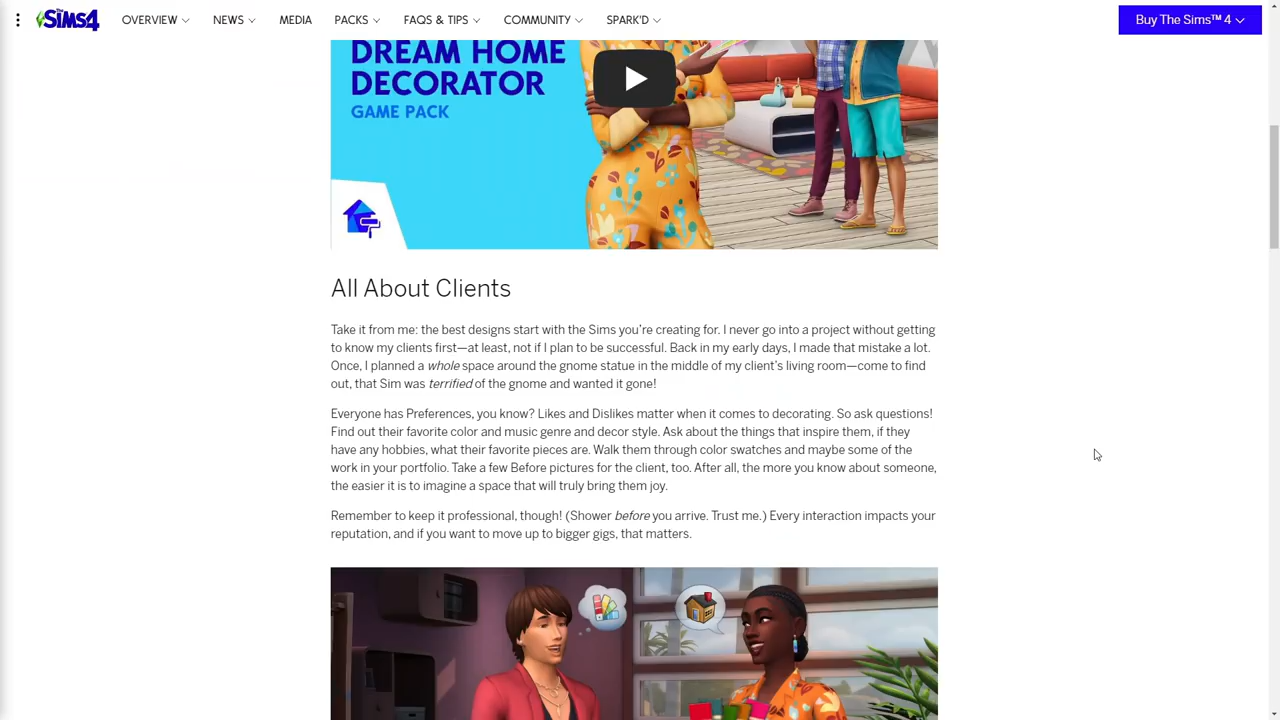 The SIMS4 OVERVIEW NEWS MEDIA PACKS FAQS & TIPS COMMUNITY SPARK'D Buy The Sims™ 4
DREAM HOME
DECORATOR
GAME PACK
All About Clients
Take it from me: the best designs start with the Sims you’re creating for. I never go into a project without getting
to know my clients first—at least, not if I plan to be successful. Back in my early days, I made that mistake a lot.
Once, I planned a whole space around the gnome statue in the middle of my client’s living room—come to find
out, that Sim was terrified of the gnome and wanted it gone!
Everyone has Preferences, you know? Likes and Dislikes matter when it comes to decorating. So ask questions!
Find out their favorite color and music genre and decor style. Ask about the things that inspire them, if they
have any hobbies, what their favorite pieces are. Walk them through color swatches and maybe some of the
work in your portfolio. Take a few Before pictures for the client, too. After all, the more you know about someone,
the easier it is to imagine a space that will truly bring them joy.
Remember to keep it professional, though! (Shower before you arrive. Trust me.) Every interaction impacts your
reputation, and if you want to move up to bigger gigs, that matters.